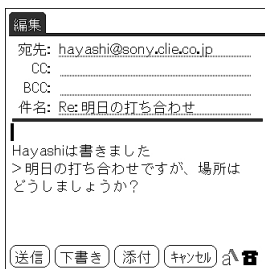 編集
宛先: hayashi@sony.clie.co.jp
CC:
BCC:
件名: Re: 明日の打ち合わせ
Hayashiは書きました
>明日の打ち合わせですが、場所は
どうしましょうか？
送信 下書き 添付 キャンセル